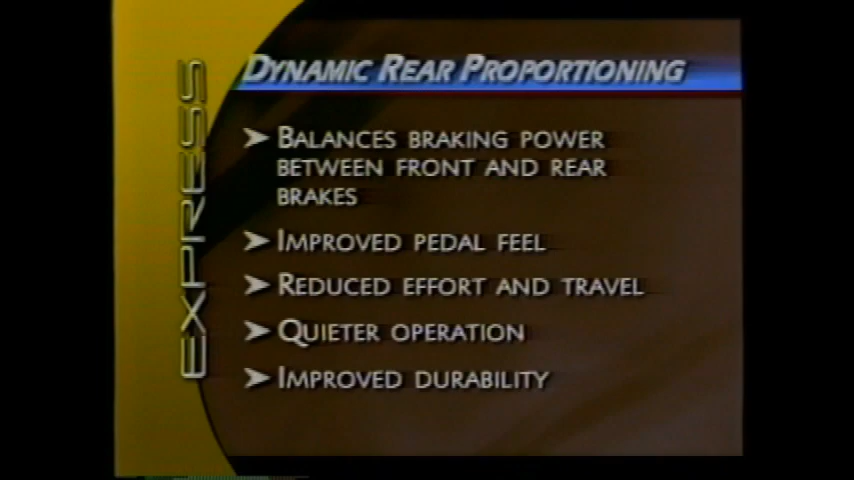 EXPRESS
DYNAMIC REAR PROPORTIONING
➤ BALANCES BRAKING POWER
BETWEEN FRONT AND REAR
BRAKES
➤ IMPROVED PEDAL FEEL
➤ REDUCED EFFORT AND TRAVEL
➤ QUIETER OPERATION
➤ IMPROVED DURABILITY